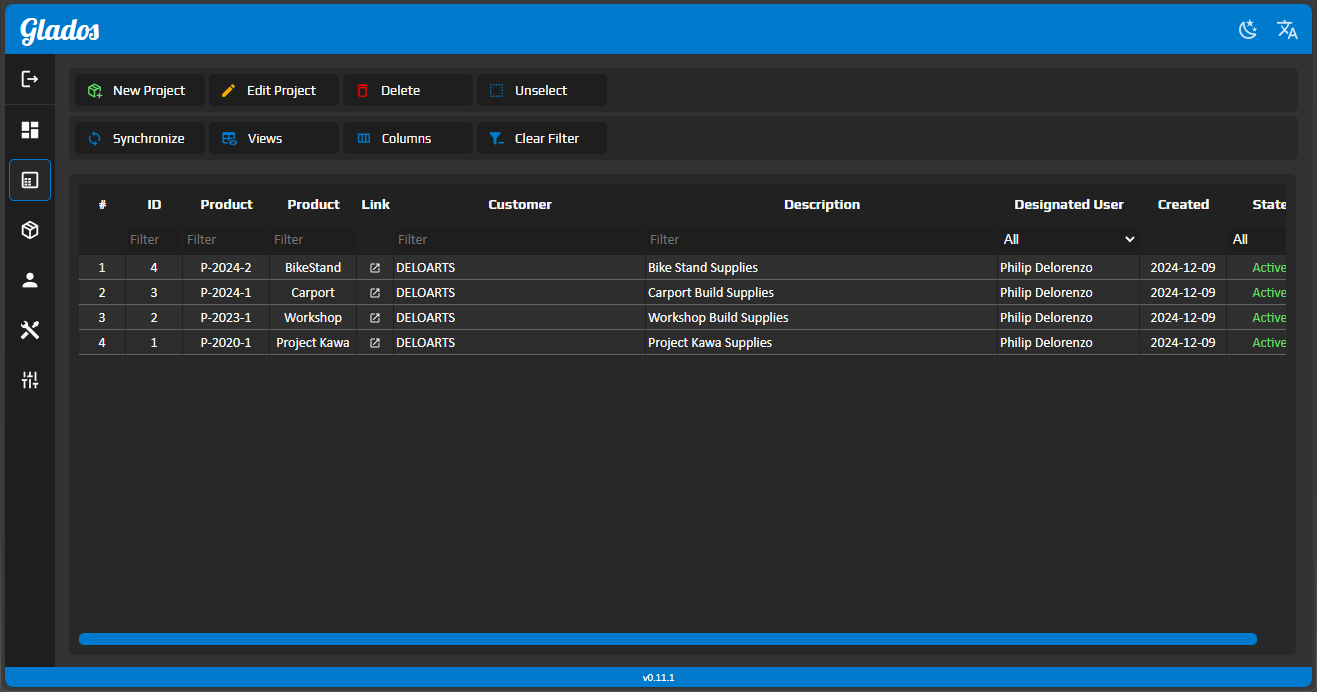 Glados
New Project Edit Project Delete Unselect
Synchronize Views Columns Clear Filter
# ID Product Product Link Customer Description Designated User Created State
Filter Filter Filter Filter Filter All All
1 4 P-2024-2 BikeStand DELOARTS Bike Stand Supplies Philip Delorenzo 2024-12-09 Active
2 3 P-2024-1 Carport DELOARTS Carport Build Supplies Philip Delorenzo 2024-12-09 Active
3 2 P-2023-1 Workshop DELOARTS Workshop Build Supplies Philip Delorenzo 2024-12-09 Active
4 1 P-2020-1 Project Kawa DELOARTS Project Kawa Supplies Philip Delorenzo 2024-12-09 Active
v0.11.1